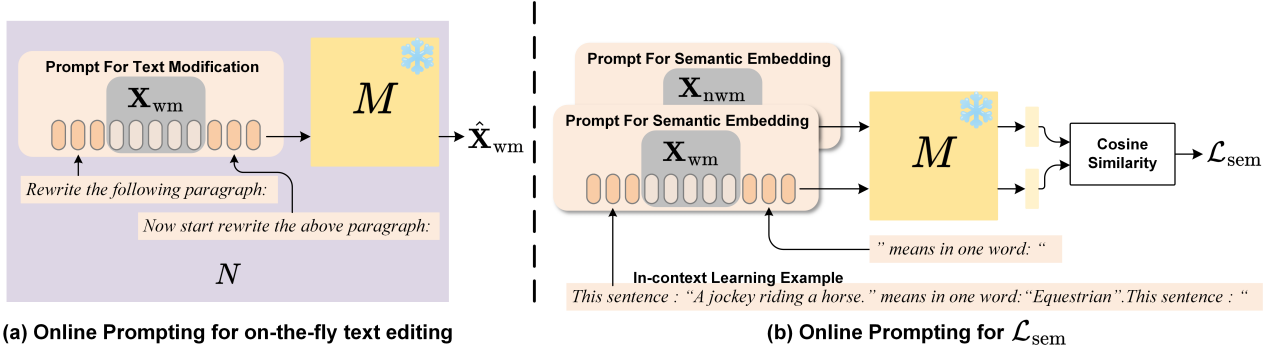 Prompt For Text Modification
X_wm
M
X̂_wm
Rewrite the following paragraph:
Now start rewrite the above paragraph:
N
(a) Online Prompting for on-the-fly text editing
Prompt For Semantic Embedding
X_nwm
Prompt For Semantic Embedding
X_wm
M
Cosine
Similarity
ℒ_sem
” means in one word: “
In-context Learning Example
This sentence : “A jockey riding a horse.” means in one word:“Equestrian”.This sentence : “
(b) Online Prompting for ℒ_sem